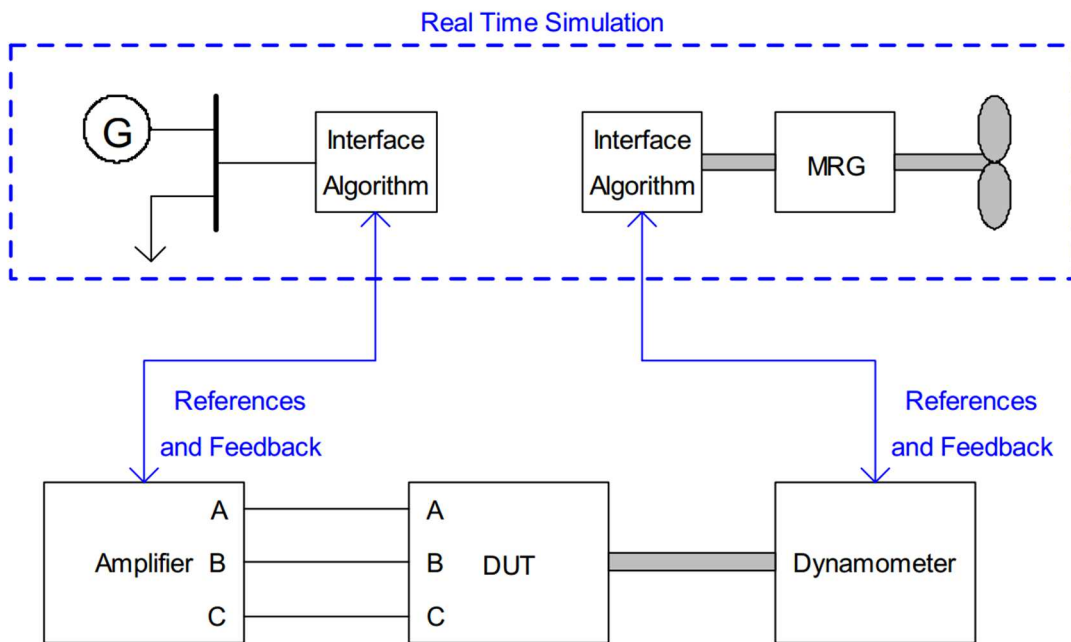 Real Time Simulation
G
Interface
Algorithm
Interface
Algorithm
MRG
References
and Feedback
References
and Feedback
Amplifier
A
B
C
A
B
C
DUT
Dynamometer